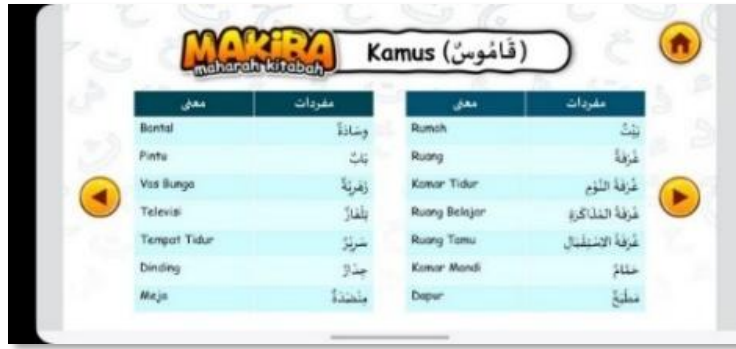 MAKIBA
maharah kitabah
Kamus (قَامُوسٌ)
معنى مفردات
Bantal وِسَادَةٌ
Pintu بَابٌ
Vas Bunga زَهْرِيَّةٌ
Televisi تِلْفَازٌ
Tempat Tidur سَرِيْرٌ
Dinding جِدَارٌ
Meja مِنْضَدَةٌ
معنى مفردات
Rumah بَيْتٌ
Ruang غُرْفَةٌ
Kamar Tidur غُرْفَةُ النَّوْمِ
Ruang Belajar غُرْفَةُ المُذَاكَرَةِ
Ruang Tamu غُرْفَةُ الاِسْتِقْبَالِ
Kamar Mandi حَمَّامٌ
Dapur مَطْبَخٌ